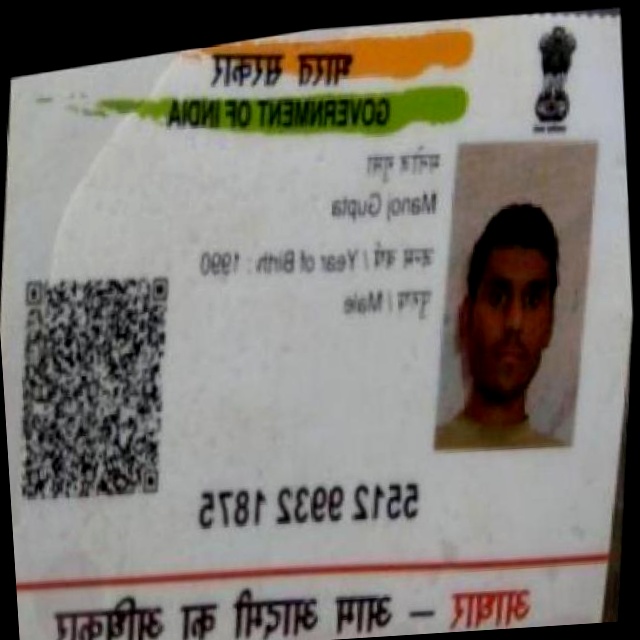 भारत सरकार
GOVERNMENT OF INDIA
मनोज गुप्ता
Manoj Gupta
जन्म वर्ष / Year of Birth : 1990
पुरुष / Male
5512 9932 1875
आधार – आम आदमी का अधिकार